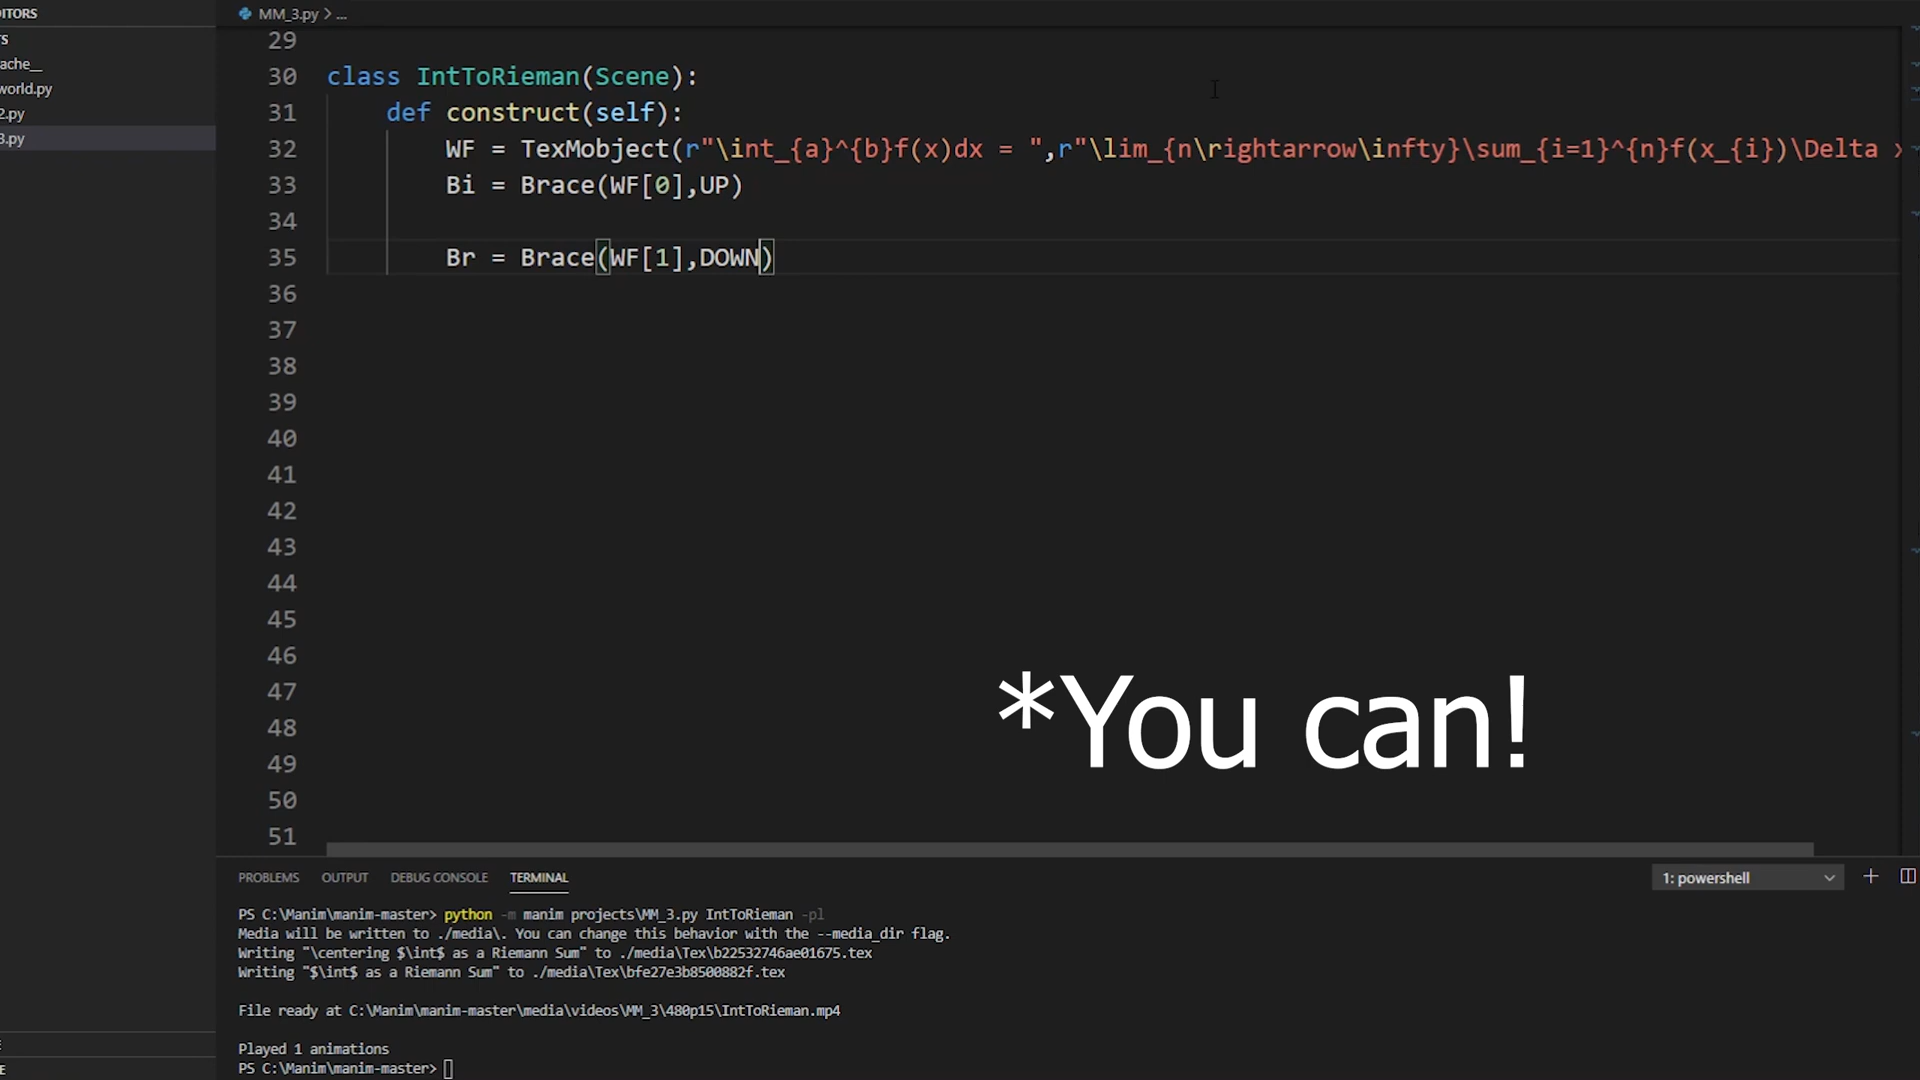 ITORS
MM_3.py > ...
S
ache__
world.py
2.py
3.py
29
30 class IntToRieman(Scene):
31 def construct(self):
32 WF = TexMobject(r"\int_{a}^{b}f(x)dx = ",r"\lim_{n\rightarrow\infty}\sum_{i=1}^{n}f(x_{i})\Delta x
33 Bi = Brace(WF[0],UP)
34
35 Br = Brace(WF[1],DOWN)
36
37
38
39
40
41
42
43
44
45
46
47
48
49
50
51
*You can!
PROBLEMS OUTPUT DEBUG CONSOLE TERMINAL 1: powershell
PS C:\Manim\manim-master> python -m manim projects\MM_3.py IntToRieman -pl
Media will be written to ./media\. You can change this behavior with the --media_dir flag.
Writing "\centering $\int$ as a Riemann Sum" to ./media\Tex\b22532746ae01675.tex
Writing "$\int$ as a Riemann Sum" to ./media\Tex\bfe27e3b8500882f.tex
File ready at C:\Manim\manim-master\media\videos\MM_3\480p15\IntToRieman.mp4
Played 1 animations
PS C:\Manim\manim-master>
E
E